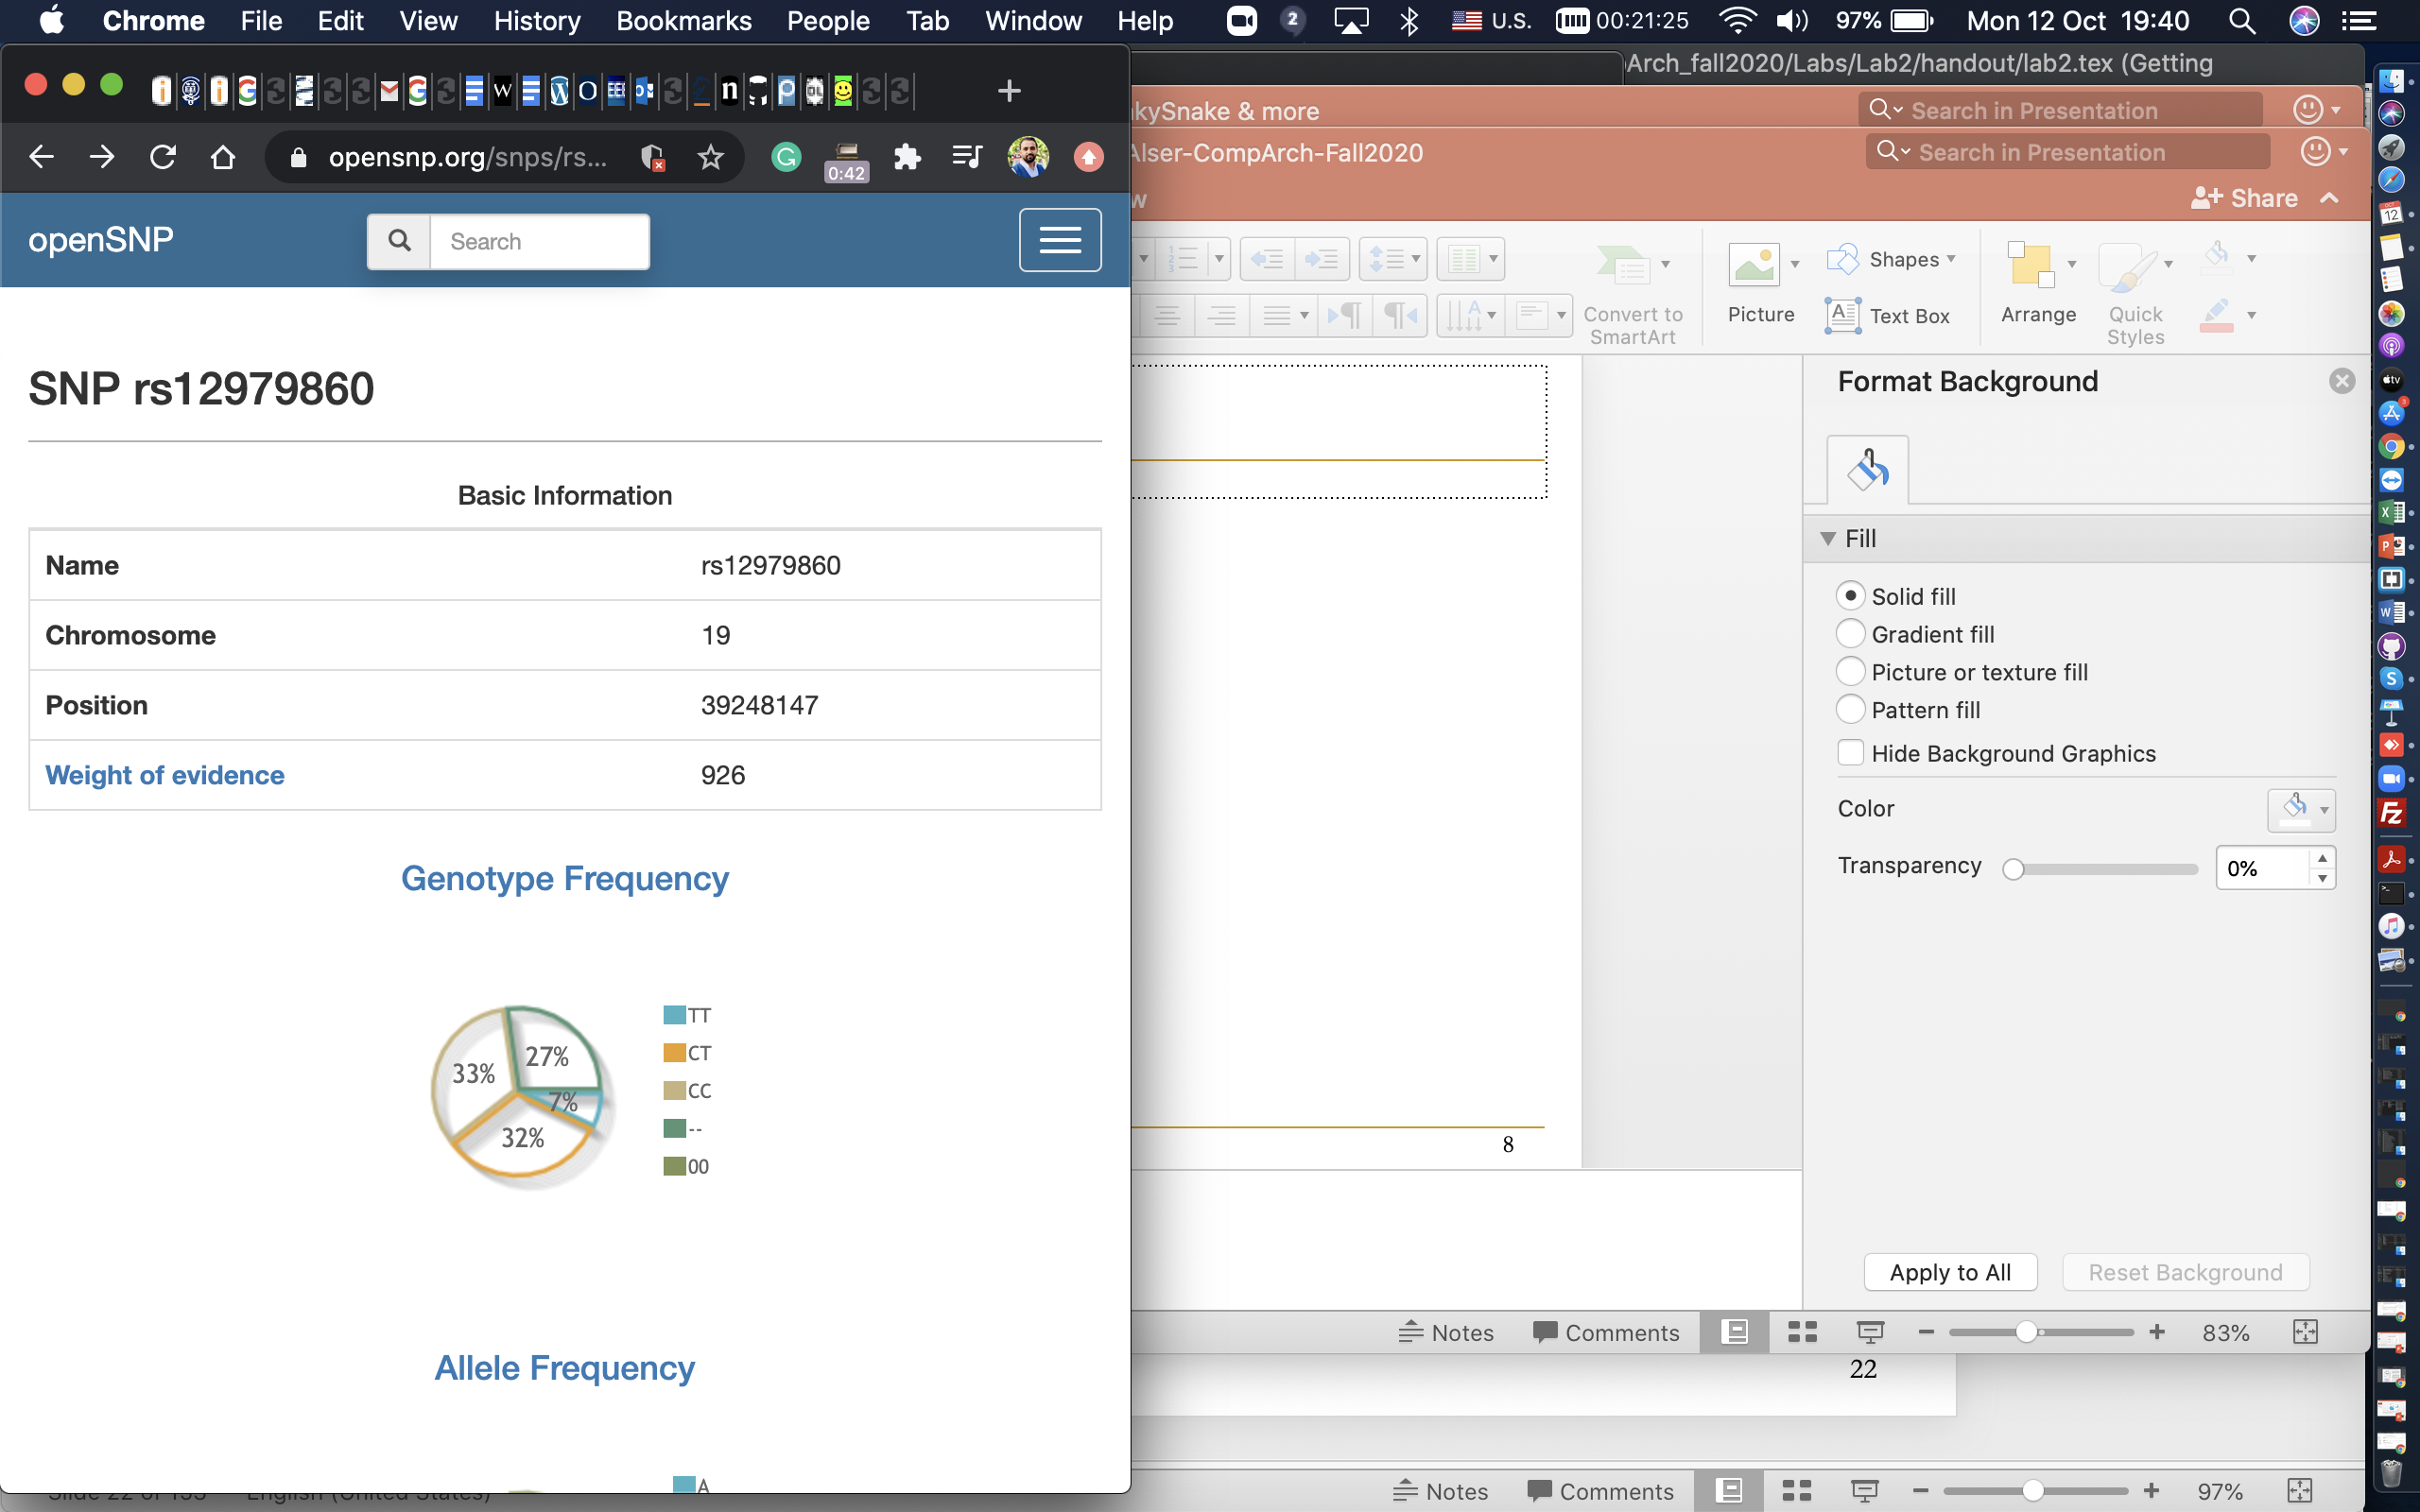 Chrome File Edit View History Bookmarks People Tab Window Help 2 U.S. 00:21:25 97% Mon 12 Oct 19:40
Arch_fall2020/Labs/Lab2/handout/lab2.tex (Getting
kySnake & more Search in Presentation
opensnp.org/snps/rs... 0:42
Alser-CompArch-Fall2020 Search in Presentation
Share
openSNP Search
Shapes
Convert to SmartArt
Picture
Text Box
Arrange
Quick Styles
SNP rs12979860
Basic Information
Name rs12979860
Chromosome 19
Position 39248147
Weight of evidence 926
Genotype Frequency
33% 27% 7% 32%
TT
CT
CC
--
00
Allele Frequency
A
Format Background
Fill
Solid fill
Gradient fill
Picture or texture fill
Pattern fill
Hide Background Graphics
Color
Transparency 0%
Apply to All Reset Background
8
Notes Comments 83%
22
English (United States)
Notes Comments 97%